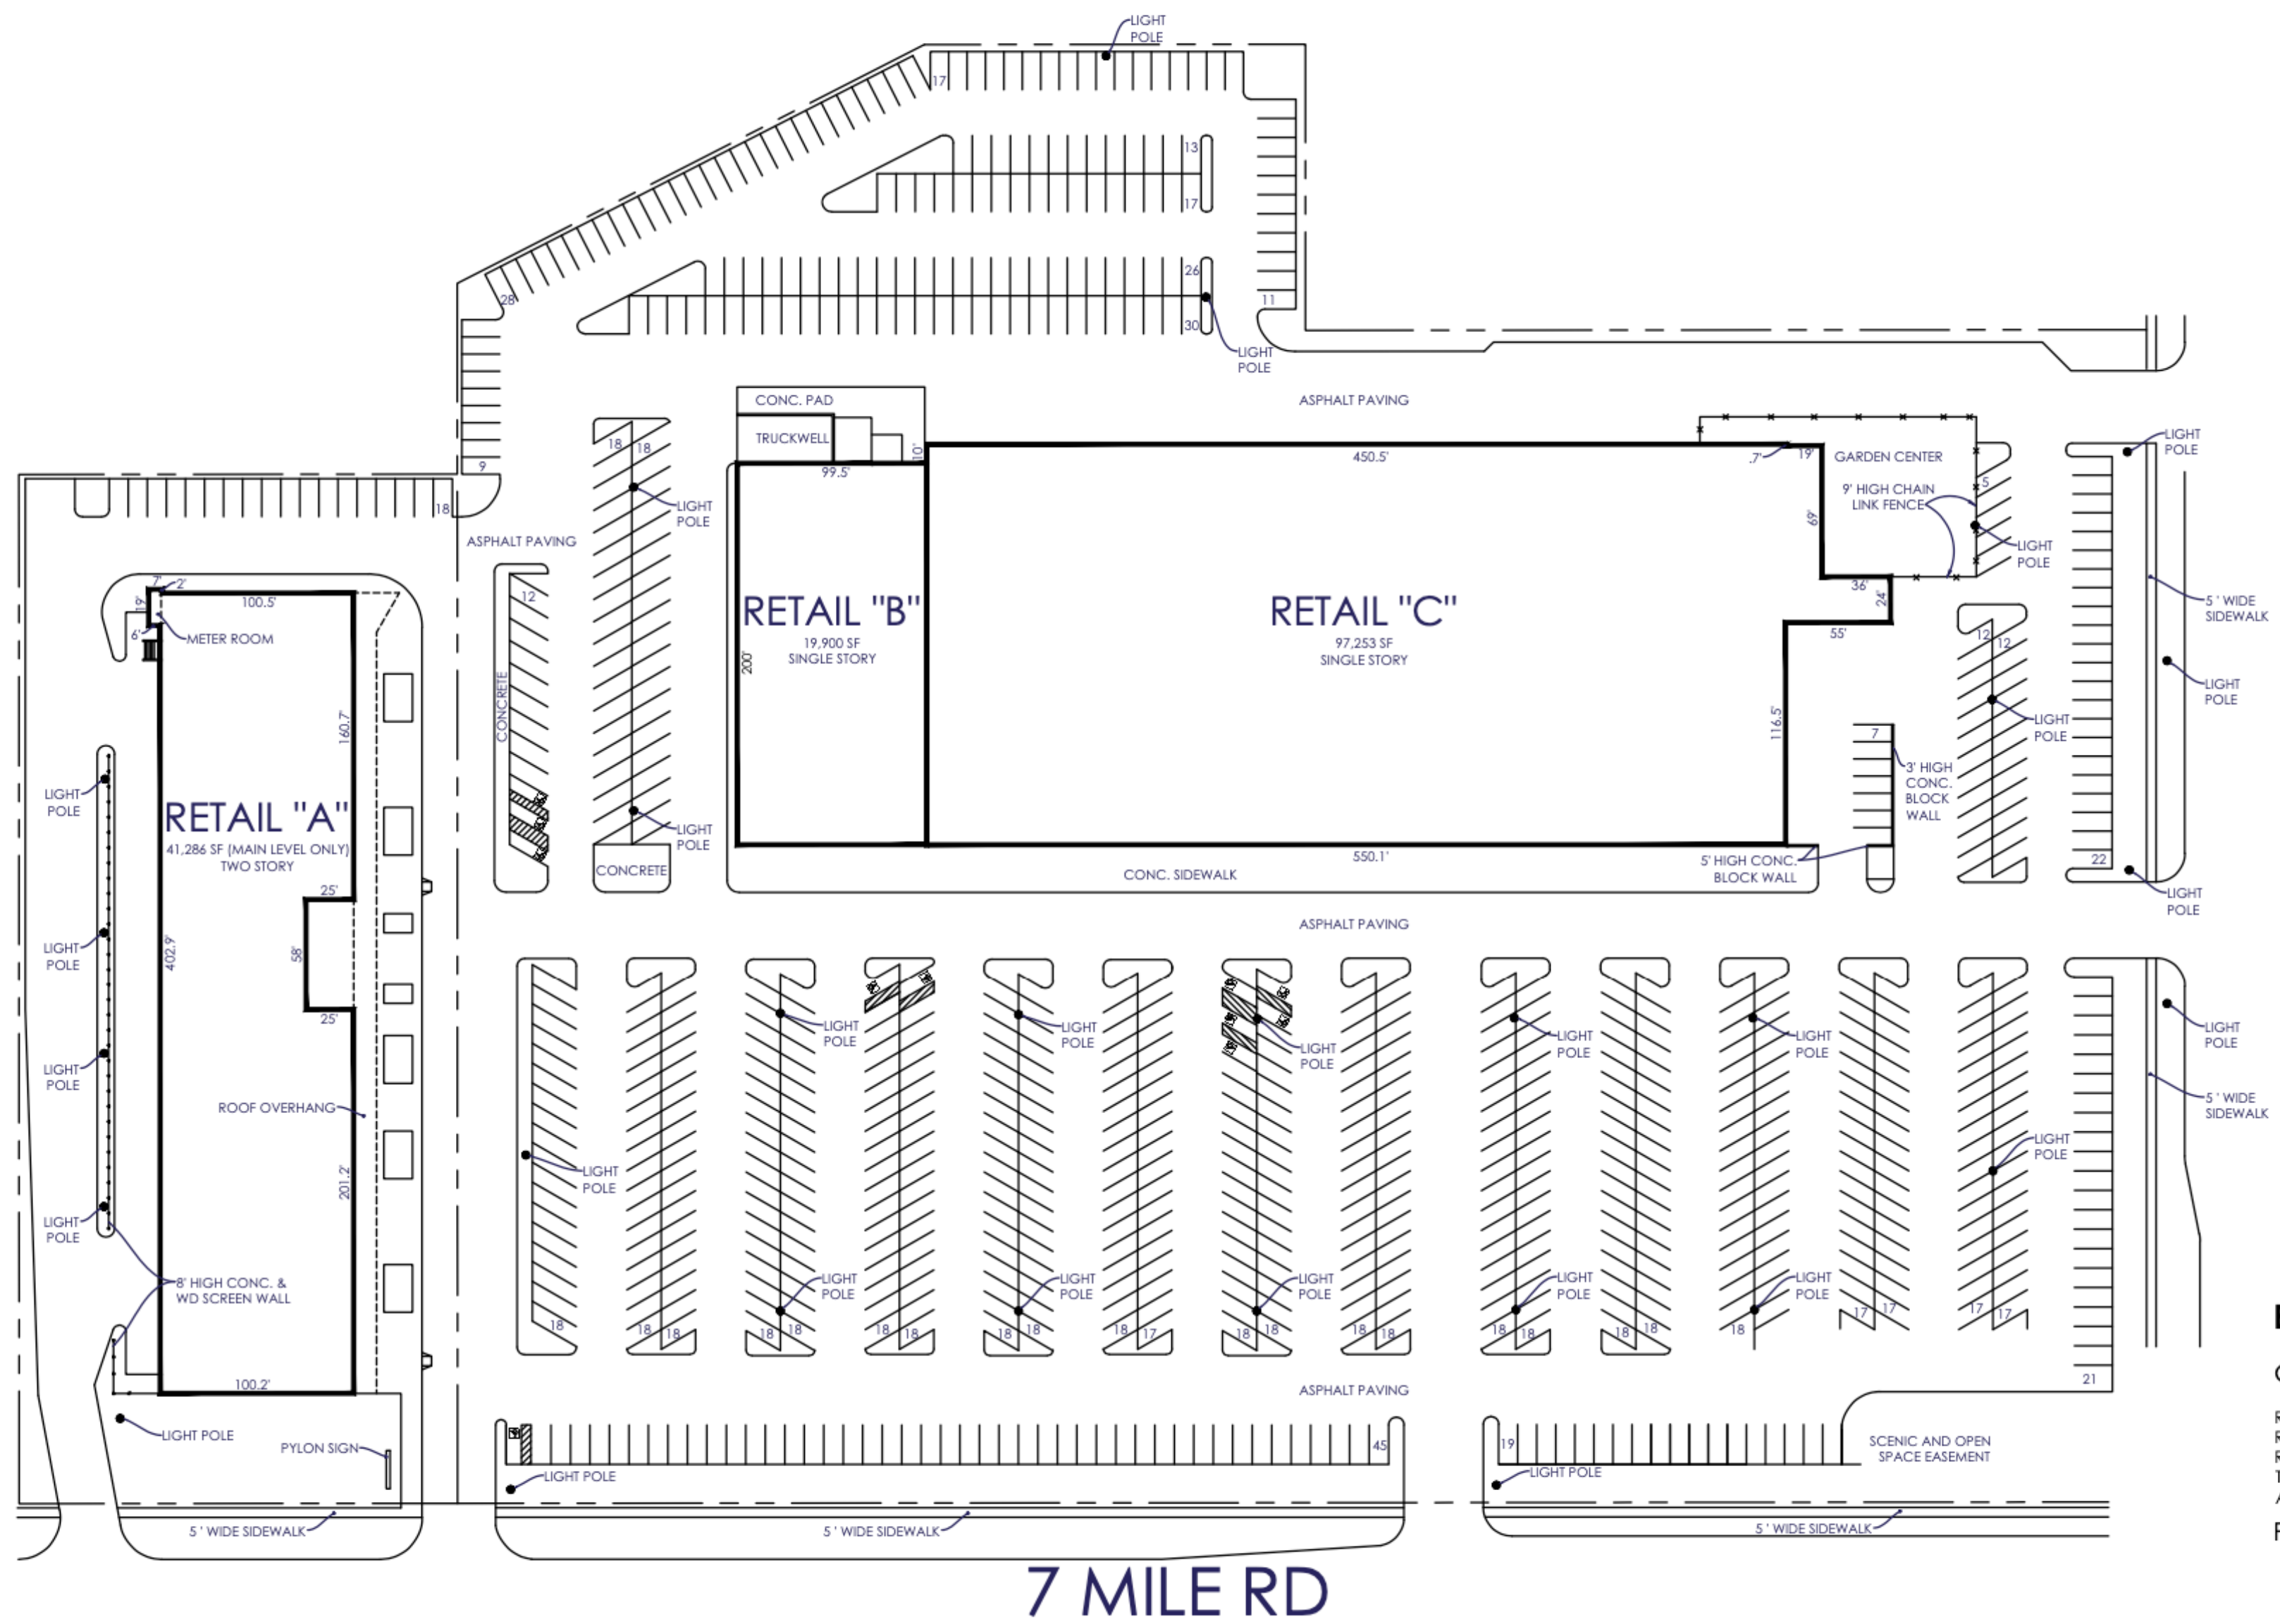 LIGHT
POLE
17
13
17
28
26
11
30
LIGHT
POLE
9
18
CONC. PAD
TRUCKWELL
10'
99.5'
ASPHALT PAVING
450.5'
.7'
19'
GARDEN CENTER
9' HIGH CHAIN
LINK FENCE
5
69'
LIGHT
POLE
LIGHT
POLE
18
18
LIGHT
POLE
ASPHALT PAVING
12
CONCRETE
7'
2'
19'
6'
100.5'
METER ROOM
160.7'
RETAIL "B"
19,900 SF
SINGLE STORY
200'
RETAIL "C"
97,253 SF
SINGLE STORY
36'
24'
55'
116.5'
12
12
5 ' WIDE
SIDEWALK
LIGHT
POLE
LIGHT
POLE
7
3' HIGH
CONC.
BLOCK
WALL
LIGHT
POLE
RETAIL "A"
41,286 SF (MAIN LEVEL ONLY)
TWO STORY
LIGHT
POLE
CONCRETE
550.1'
CONC. SIDEWALK
5' HIGH CONC.
BLOCK WALL
22
LIGHT
POLE
25'
58'
25'
402.9'
LIGHT
POLE
LIGHT
POLE
ASPHALT PAVING
LIGHT
POLE
LIGHT
POLE
LIGHT
POLE
LIGHT
POLE
LIGHT
POLE
LIGHT
POLE
5 ' WIDE
SIDEWALK
ROOF OVERHANG
201.2'
LIGHT
POLE
LIGHT
POLE
LIGHT
POLE
8' HIGH CONC. &
WD SCREEN WALL
LIGHT
POLE
LIGHT
POLE
LIGHT
POLE
LIGHT
POLE
LIGHT
POLE
18
18
18
18
18
18
18
18
18
18
17
18
18
18
18
18
18
18
18
18
17
17
17
17
100.2'
ASPHALT PAVING
21
LIGHT POLE
PYLON SIGN
45
LIGHT POLE
19
LIGHT POLE
SCENIC AND OPEN
SPACE EASEMENT
5 ' WIDE SIDEWALK
5 ' WIDE SIDEWALK
5 ' WIDE SIDEWALK
7 MILE RD